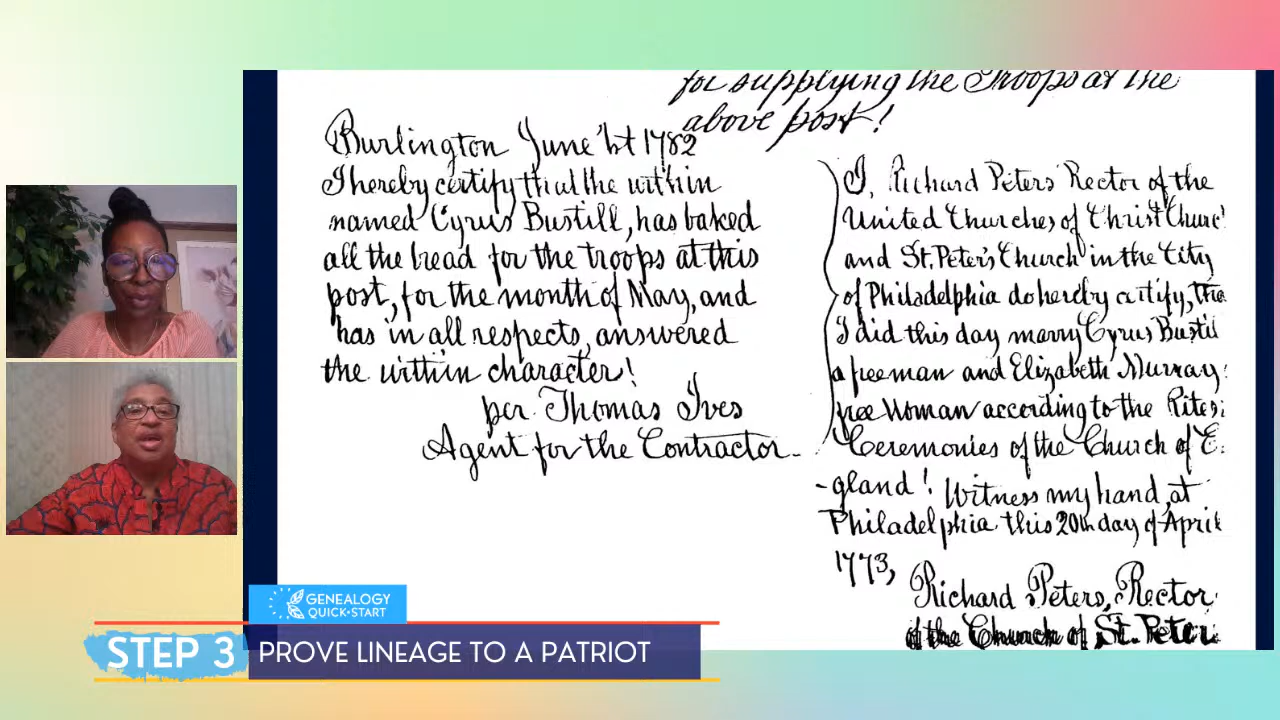 for supplying the Troops at the
above post!
Burlington June 1st 1782
I hereby certify that the within
named Cyrus Bustill, has baked
all the bread for the troops at this
post, for the month of May, and
has in all respects, answered
the within character!
per. Thomas Ives
Agent for the Contractor
I, Richard Peters Rector of the
United Churches of Christ Churc
and St. Peter's Church in the City
of Philadelphia do hereby certify, tha
I did this day marry Cyrus Bustil
a freeman and Elizabeth Murray
free Woman according to the Rites
Ceremonies of the Church of E
-gland! Witness my hand, at
Philadelphia this 20th day of April
1773,
Richard Peters, Rector
of the Church of St. Peter
GENEALOGY
QUICK•START
STEP 3 PROVE LINEAGE TO A PATRIOT